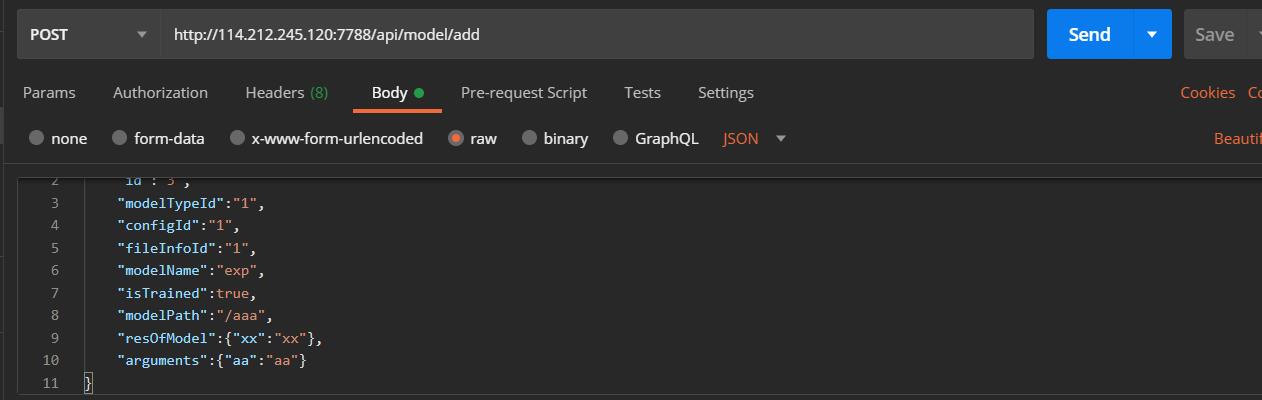 POST http://114.212.245.120:7788/api/model/add Send Save
Params Authorization Headers (8) Body Pre-request Script Tests Settings Cookies
none form-data x-www-form-urlencoded raw binary GraphQL JSON
2 "id":"3",
3 "modelTypeId":"1",
4 "configId":"1",
5 "fileInfoId":"1",
6 "modelName":"exp",
7 "isTrained":true,
8 "modelPath":"/aaa",
9 "resOfModel":{"xx":"xx"},
10 "arguments":{"aa":"aa"}
11 }